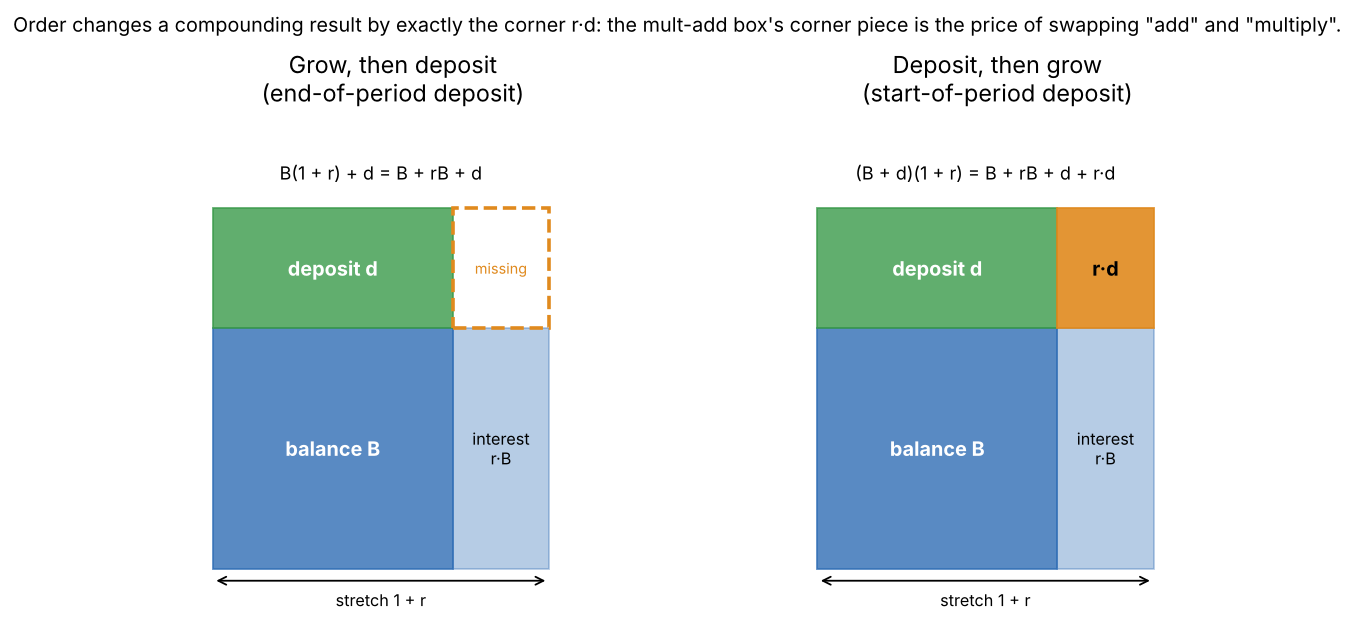 Order changes a compounding result by exactly the corner r·d: the mult-add box's corner piece is the price of swapping "add" and "multiply".
Grow, then deposit
(end-of-period deposit)
B(1 + r) + d = B + rB + d
deposit d
missing
balance B
interest
r·B
stretch 1 + r
Deposit, then grow
(start-of-period deposit)
(B + d)(1 + r) = B + rB + d + r·d
deposit d
r·d
balance B
interest
r·B
stretch 1 + r